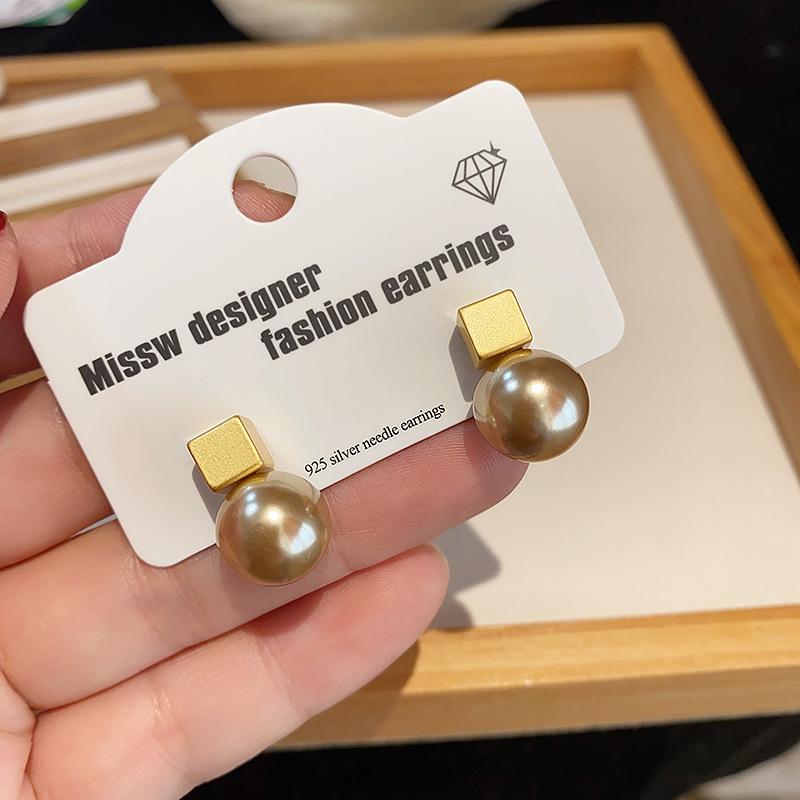 Missw designer
fashion earrings
925 silver needle earrings